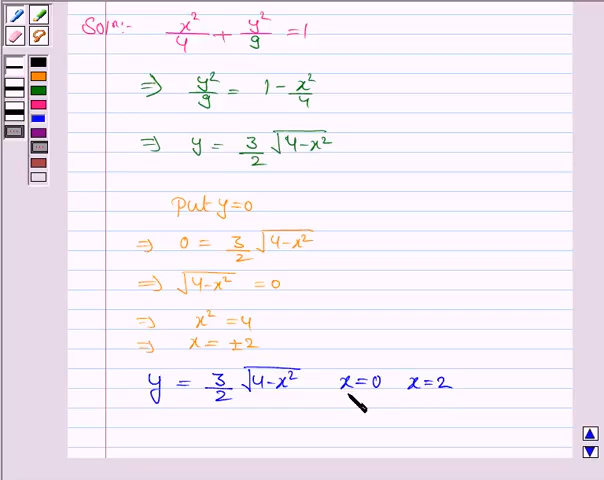 Soln:- x²/4 + y²/9 = 1
⇒ y²/9 = 1 - x²/4
⇒ y = 3/2 √(4-x²)
Put y=0
⇒ 0 = 3/2 √(4-x²)
⇒ √(4-x²) = 0
⇒ x² = 4
⇒ x = ±2
y = 3/2 √(4-x²) x=0 x=2